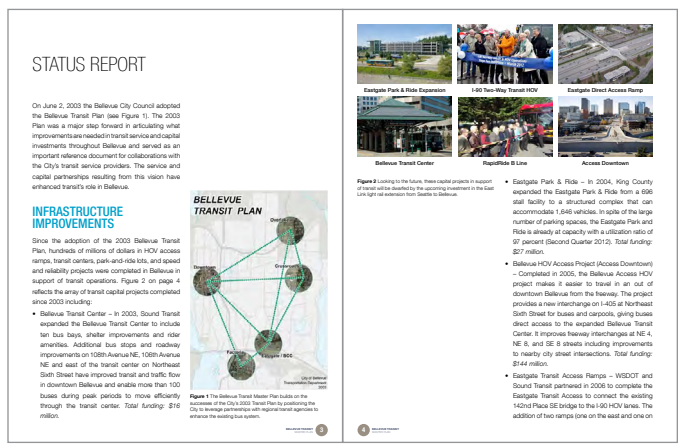 STATUS REPORT
On June 2, 2003 the Bellevue City Council adopted
the Bellevue Transit Plan (see Figure 1). The 2003
Plan was a major step forward in articulating what
improvements are needed in transit service and capital
investments throughout Bellevue and served as an
important reference document for collaborations with
the City's transit service providers. The service and
capital partnerships resulting from this vision have
enhanced transit's role in Bellevue.
INFRASTRUCTURE
IMPROVEMENTS
Since the adoption of the 2003 Bellevue Transit
Plan, hundreds of millions of dollars in HOV access
ramps, transit centers, park-and-ride lots, and speed
and reliability projects were completed in Bellevue in
support of transit operations. Figure 2 on page 4
reflects the array of transit capital projects completed
since 2003 including:
• Bellevue Transit Center – In 2003, Sound Transit
expanded the Bellevue Transit Center to include
ten bus bays, shelter improvements and rider
amenities. Additional bus stops and roadway
improvements on 108th Avenue NE, 106th Avenue
NE and east of the transit center on Northeast
Sixth Street have improved transit and traffic flow
in downtown Bellevue and enable more than 100
buses during peak periods to move efficiently
through the transit center. Total funding: $16
million.
BELLEVUE
TRANSIT PLAN
Overlake
Downtown
Crossroads
Factoria
Eastgate / BCC
City of Bellevue
Transportation Department
2003
Figure 1 The Bellevue Transit Master Plan builds on the
successes of the City's 2003 Transit Plan by positioning the
City to leverage partnerships with regional transit agencies to
enhance the existing bus system.
BELLEVUE TRANSIT
3
Eastgate Park & Ride Expansion
I-90 Two-Way Transit HOV
Eastgate Direct Access Ramp
Bellevue Transit Center
RapidRide B Line
Access Downtown
Figure 2 Looking to the future, these capital projects in support
of transit will be dwarfed by the upcoming investment in the East
Link light rail extension from Seattle to Bellevue.
• Eastgate Park & Ride – In 2004, King County
expanded the Eastgate Park & Ride from a 696
stall facility to a structured complex that can
accommodate 1,646 vehicles. In spite of the large
number of parking spaces, the Eastgate Park and
Ride is already at capacity with a utilization ratio of
97 percent (Second Quarter 2012). Total funding:
$27 million.
• Bellevue HOV Access Project (Access Downtown)
– Completed in 2005, the Bellevue Access HOV
project makes it easier to travel in an out of
downtown Bellevue from the freeway. The project
provides a new interchange on I-405 at Northeast
Sixth Street for buses and carpools, giving buses
direct access to the expanded Bellevue Transit
Center. It improves freeway interchanges at NE 4,
NE 8, and SE 8 streets including improvements
to nearby city street intersections. Total funding:
$144 million.
• Eastgate Transit Access Ramps – WSDOT and
Sound Transit partnered in 2006 to complete the
Eastgate Transit Access to connect the existing
142nd Place SE bridge to the I-90 HOV lanes. The
addition of two ramps (one on the east and one on
4
BELLEVUE TRANSIT